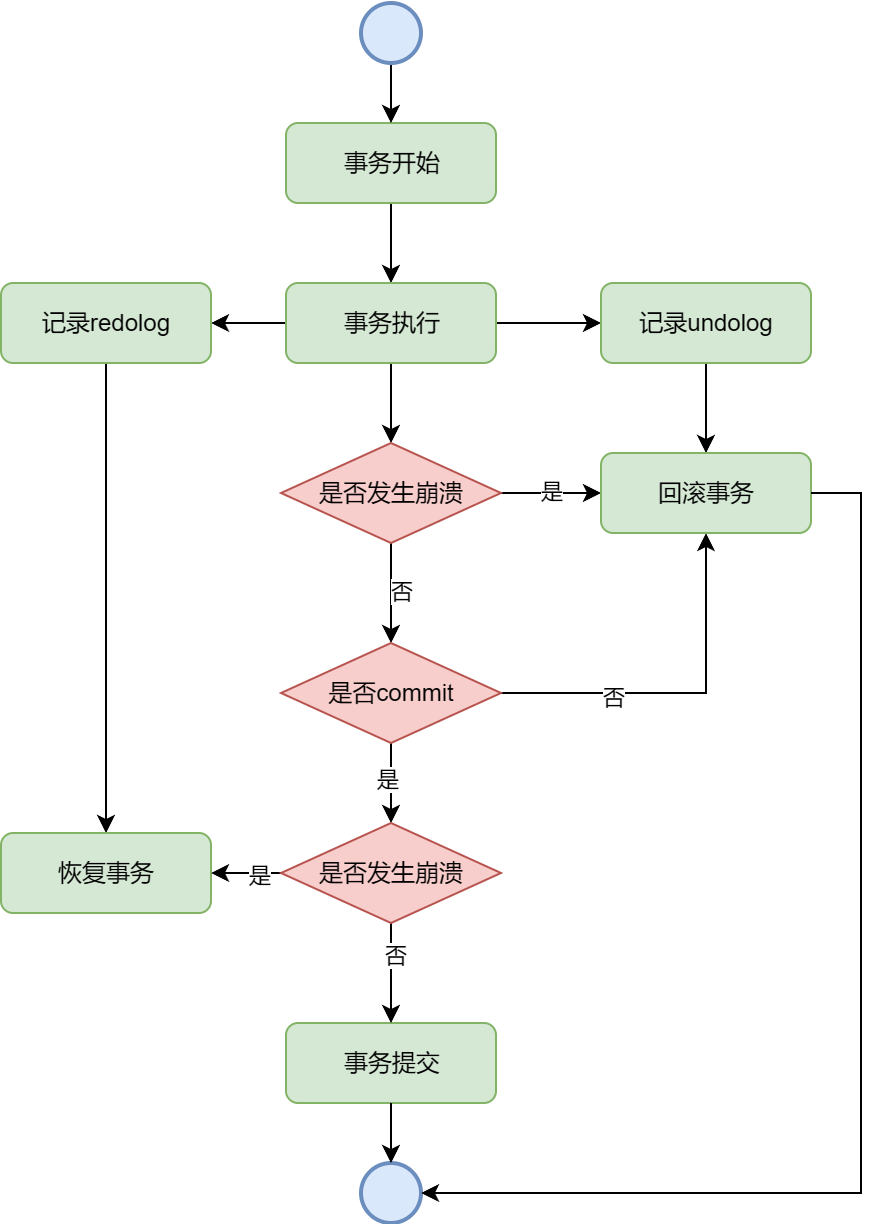 事务开始
记录redolog
事务执行
记录undolog
是否发生崩溃
是
回滚事务
否
是否commit
否
是
恢复事务
是
是否发生崩溃
否
事务提交